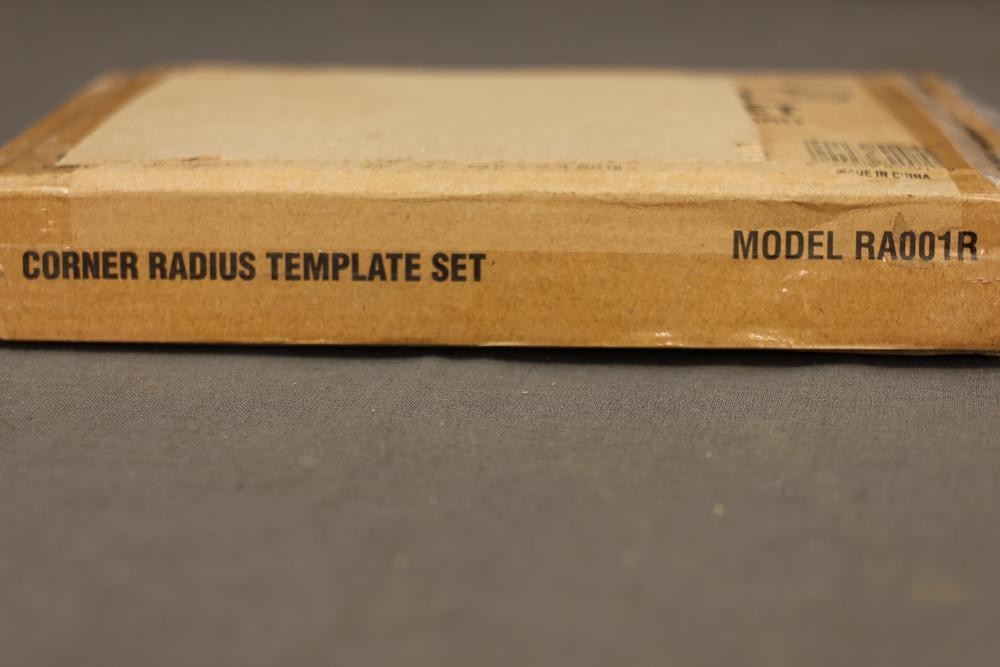 MADE IN CHINA
CORNER RADIUS TEMPLATE SET
MODEL RA001R